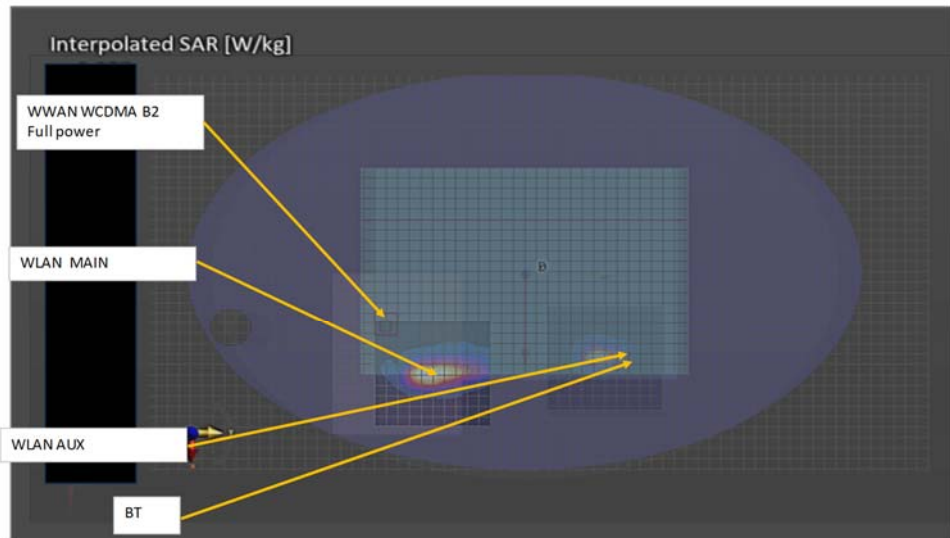 Interpolated SAR [W/kg]
WWAN WCDMA B2
Full power
WLAN MAIN
D
WLAN AUX
BT